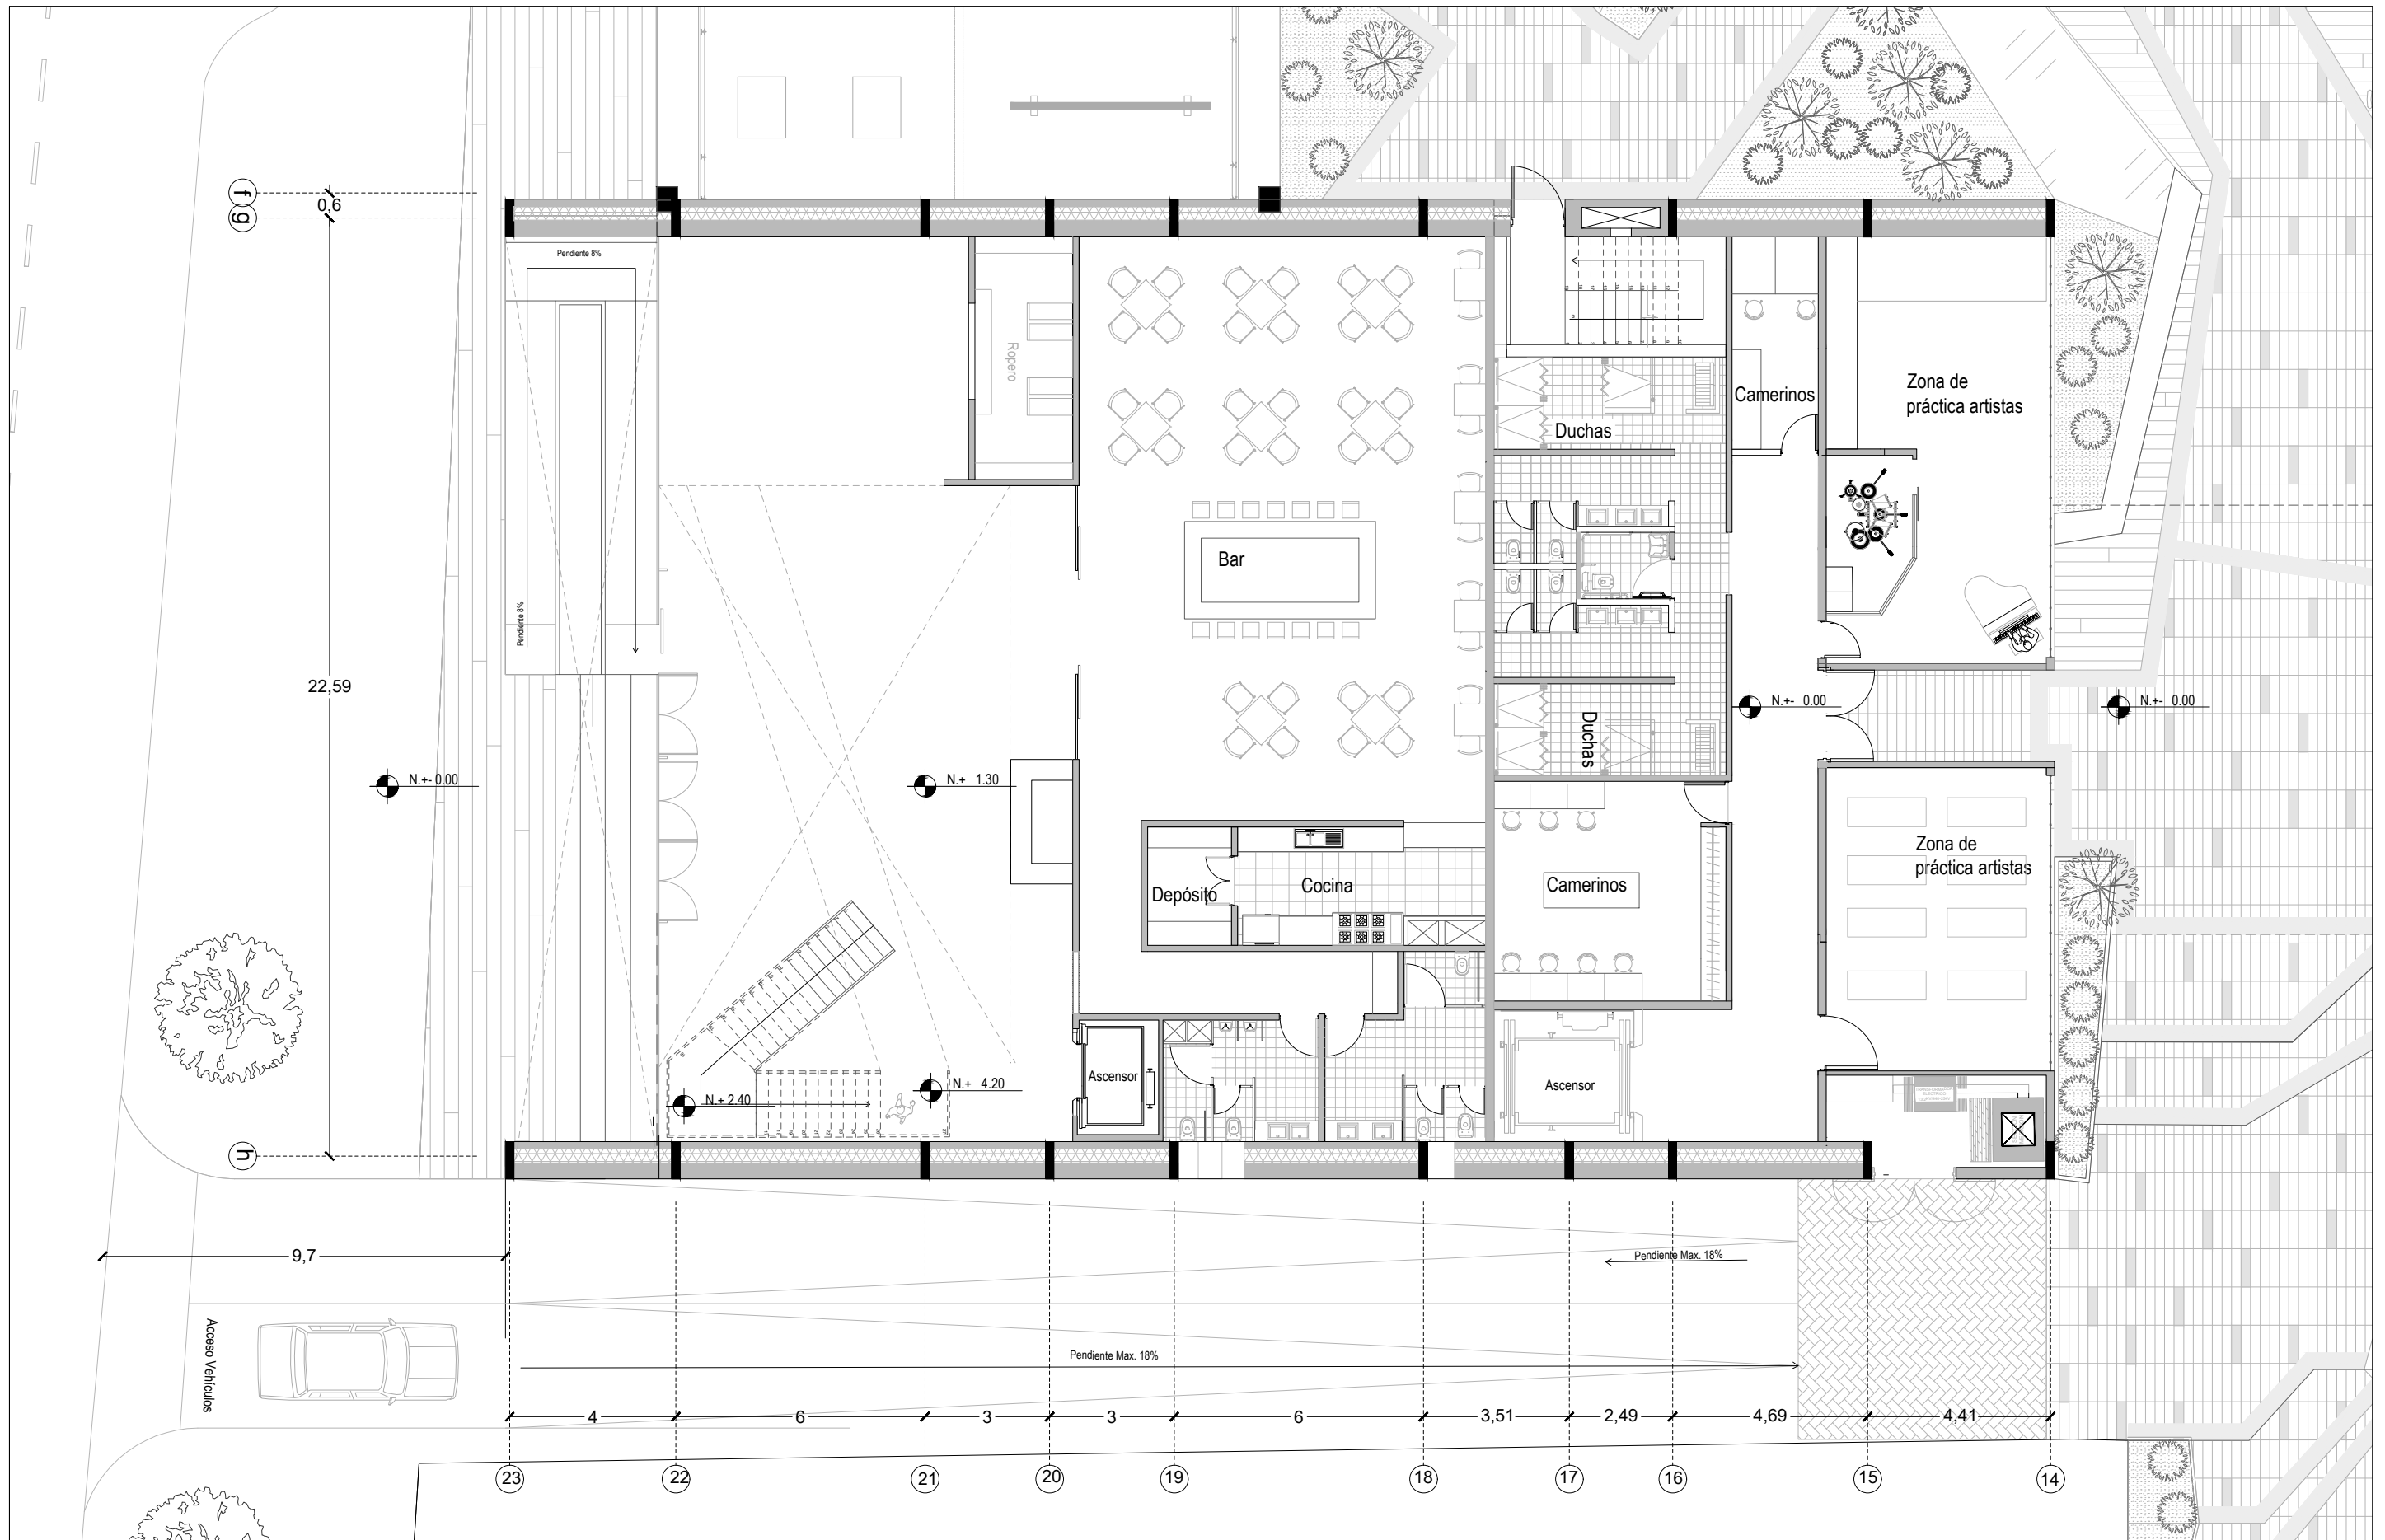 f
g
0,6
Pendiente 8%
Ropero
Camerinos
Zona de
práctica artistas
Duchas
Bar
Pendiente 8%
22,59
N.+- 0.00
N.+- 0.00
Duchas
N.+- 0.00
N.+ 1.30
Zona de
práctica artistas
Depósito
Cocina
Camerinos
Ascensor
Ascensor
N.+ 4.20
N.+ 2.40
h
9,7
Pendiente Max. 18%
Acceso Vehículos
Pendiente Max. 18%
4
6
3
3
6
3,51
2,49
4,69
4,41
23
22
21
20
19
18
17
16
15
14